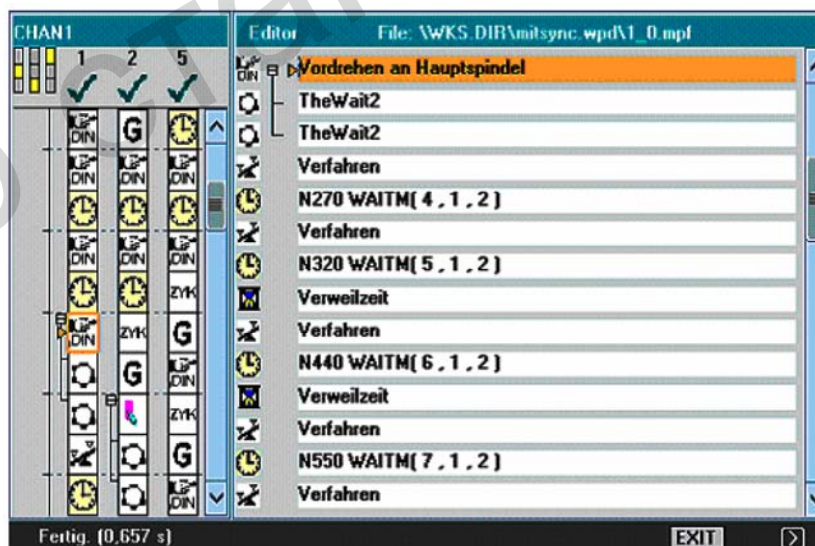 CHAN1
Editor File: \WKS.DIR\mitsync.wpd\1_0.mpf
1 2 5
DIN G
DIN DIN DIN
DIN DIN DIN
ZYK
DIN ZYK G
G DIN
ZYK
G
DIN
DIN Vordrehen an Hauptspindel
TheWait2
TheWait2
Verfahren
N270 WAITM( 4 , 1 , 2 )
Verfahren
N320 WAITM( 5 , 1 , 2 )
Verweilzeit
Verfahren
N440 WAITM( 6 , 1 , 2 )
Verweilzeit
Verfahren
N550 WAITM( 7 , 1 , 2 )
Verfahren
Fertig. (0,657 s)
EXIT